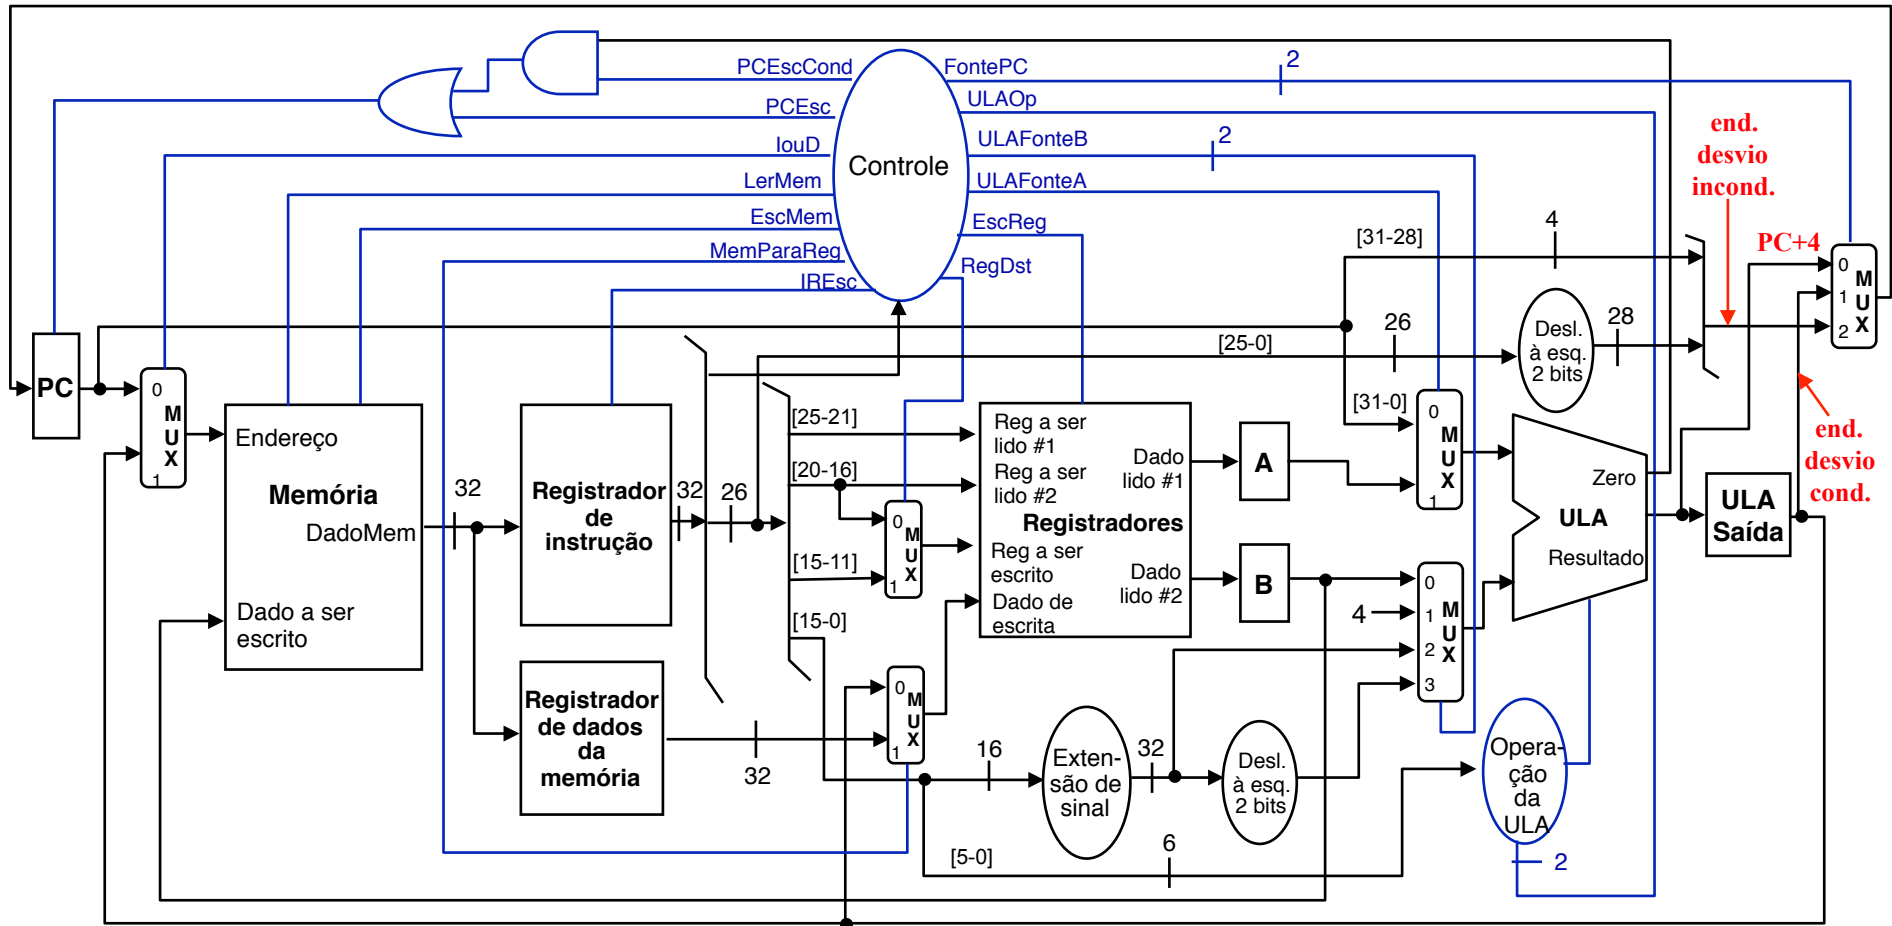 PCEscCond
PCEsc
IouD
LerMem
EscMem
MemParaReg
IREsc
Controle
FontePC
2
ULAOp
ULAFonteB
2
ULAFonteA
EscReg
RegDst
end.
desvio
incond.
[31-28]
4
PC+4
0
1
2
M
U
X
[25-0]
26
Desl.
à esq.
2 bits
28
PC
0
M
U
X
1
Endereço
Memória
DadoMem
Dado a ser
escrito
32
Registrador
de
instrução
32
26
Registrador
de dados
da
memória
32
[25-21]
[20-16]
[15-11]
[15-0]
0
M
U
X
1
0
M
U
X
1
Reg a ser
lido #1
Reg a ser
lido #2
Registradores
Reg a ser
escrito
Dado de
escrita
Dado
lido #1
Dado
lido #2
A
B
[31-0]
0
M
U
X
1
0
4
1
2
3
M
U
X
Zero
ULA
Resultado
ULA
Saída
end.
desvio
cond.
16
Exten-
são de
sinal
32
Desl.
à esq.
2 bits
Opera-
ção
da
ULA
2
[5-0]
6